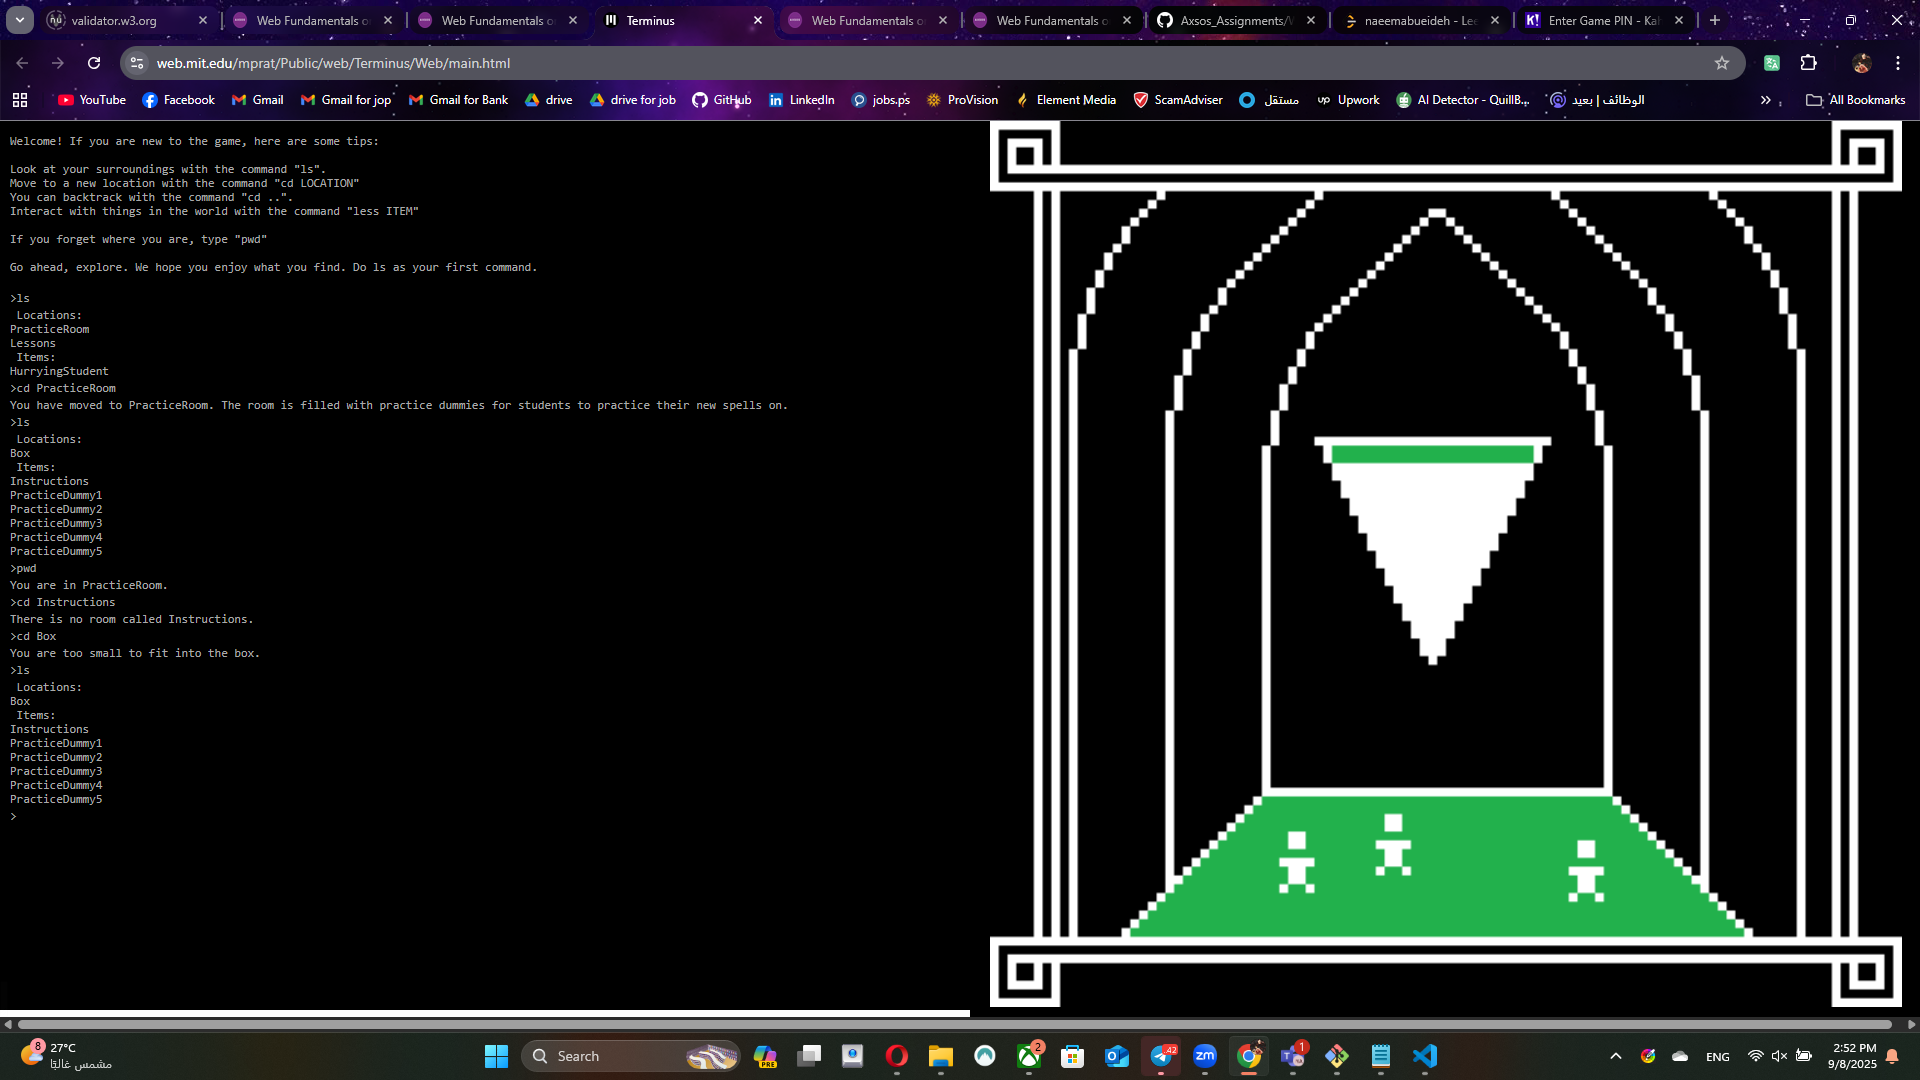 validator.w3.org
Web Fundamentals o
Web Fundamentals o
Terminus
Web Fundamentals o
Web Fundamentals o
Axsos_Assignments/
naeemabueideh - Lee
Enter Game PIN - Ka
web.mit.edu/mprat/Public/web/Terminus/Web/main.html
YouTube
Facebook
Gmail
Gmail for jop
Gmail for Bank
drive
drive for job
GitHub
LinkedIn
jobs.ps
ProVision
Element Media
ScamAdviser
مستقل
Upwork
AI Detector - QuillB...
الوظائف | بعيد
All Bookmarks
Welcome! If you are new to the game, here are some tips:
Look at your surroundings with the command "ls".
Move to a new location with the command "cd LOCATION"
You can backtrack with the command "cd ..".
Interact with things in the world with the command "less ITEM"
If you forget where you are, type "pwd"
Go ahead, explore. We hope you enjoy what you find. Do ls as your first command.
>ls
Locations:
PracticeRoom
Lessons
Items:
HurryingStudent
>cd PracticeRoom
You have moved to PracticeRoom. The room is filled with practice dummies for students to practice their new spells on.
>ls
Locations:
Box
Items:
Instructions
PracticeDummy1
PracticeDummy2
PracticeDummy3
PracticeDummy4
PracticeDummy5
>pwd
You are in PracticeRoom.
>cd Instructions
There is no room called Instructions.
>cd Box
You are too small to fit into the box.
>ls
Locations:
Box
Items:
Instructions
PracticeDummy1
PracticeDummy2
PracticeDummy3
PracticeDummy4
PracticeDummy5
>
8
27°C
مشمس غالبًا
Search
PRE
2
42
zm
1
ENG
2:52 PM
9/8/2025